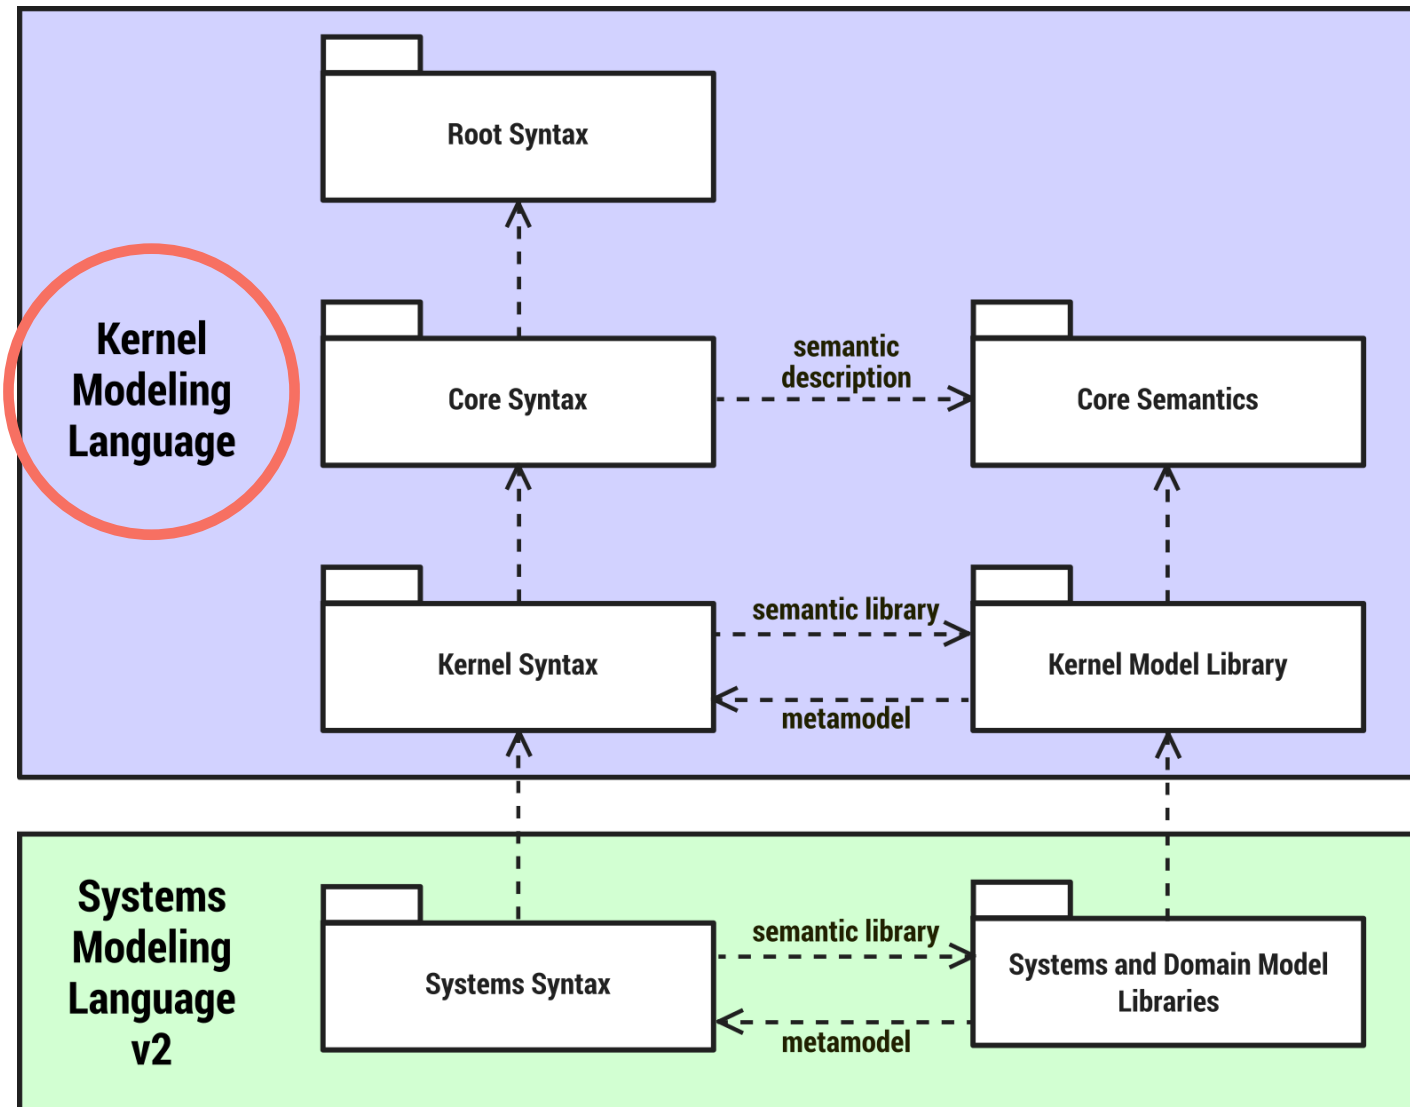 Root Syntax
Kernel
Modeling
Language
semantic
description
Core Syntax
Core Semantics
semantic library
Kernel Syntax
Kernel Model Library
metamodel
Systems
Modeling
Language
v2
semantic library
Systems Syntax
Systems and Domain Model
Libraries
metamodel